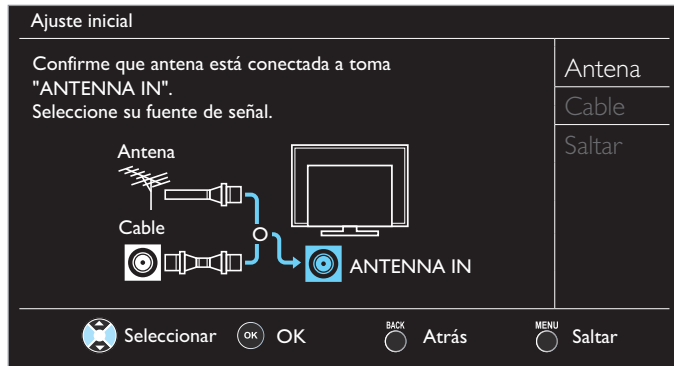 Ajuste inicial
Confirme que antena está conectada a toma
"ANTENNA IN".
Seleccione su fuente de señal.
Antena
Cable
Saltar
Antena
Cable
ANTENNA IN
Seleccionar
OK
OK
BACK
Atrás
MENU
Saltar